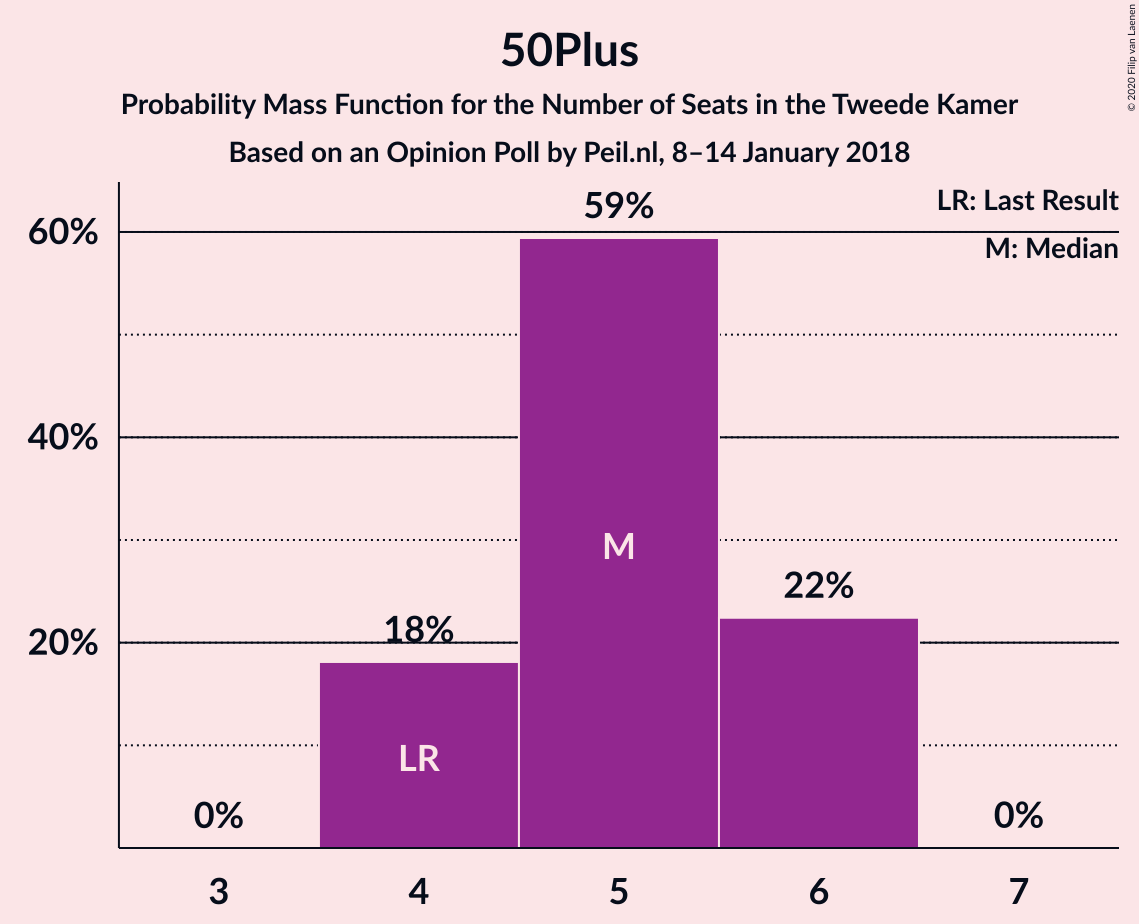 50Plus
Probability Mass Function for the Number of Seats in the Tweede Kamer
Based on an Opinion Poll by Peil.nl, 8–14 January 2018
© 2020 Filip van Laenen
LR: Last Result
M: Median
60%
40%
20%
0%
18%
59%
22%
0%
LR
M
3
4
5
6
7